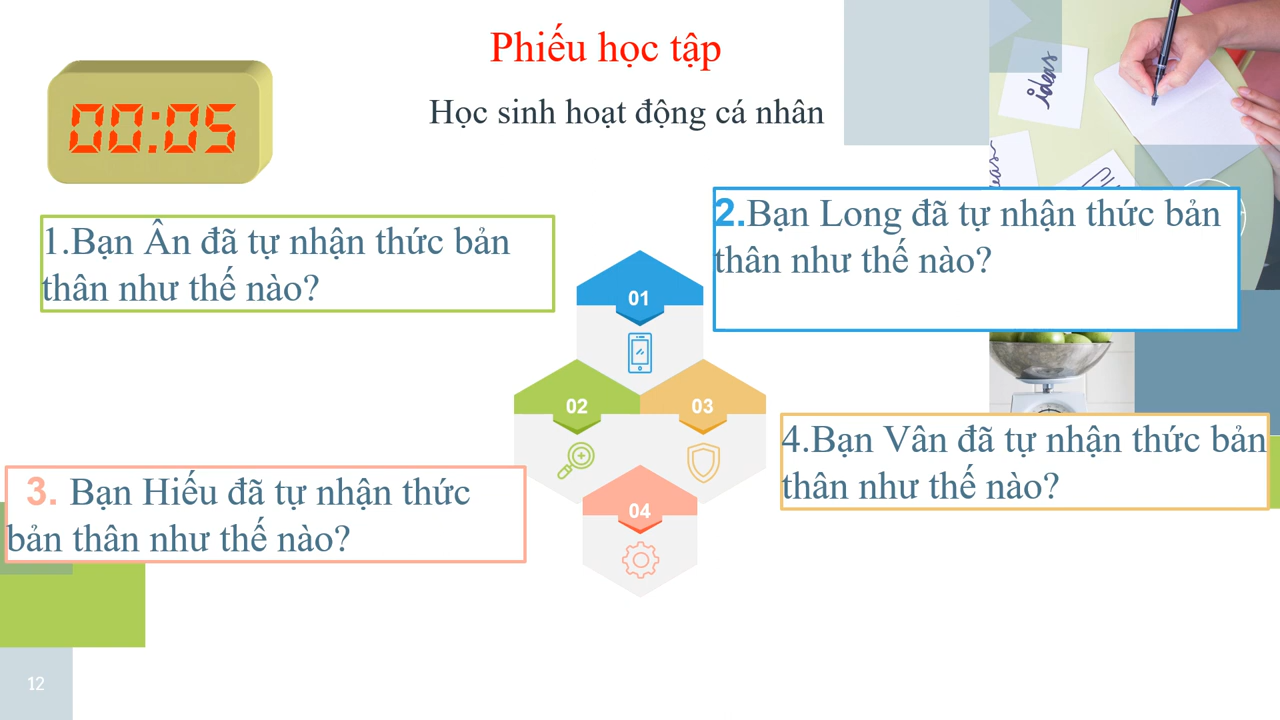 Phiếu học tập
Học sinh hoạt động cá nhân
00:05
ideas
eas
1.Bạn Ân đã tự nhận thức bản
thân như thế nào?
2.Bạn Long đã tự nhận thức bản
thân như thế nào?
01
02
03
04
3. Bạn Hiếu đã tự nhận thức
bản thân như thế nào?
4.Bạn Vân đã tự nhận thức bản
thân như thế nào?
12